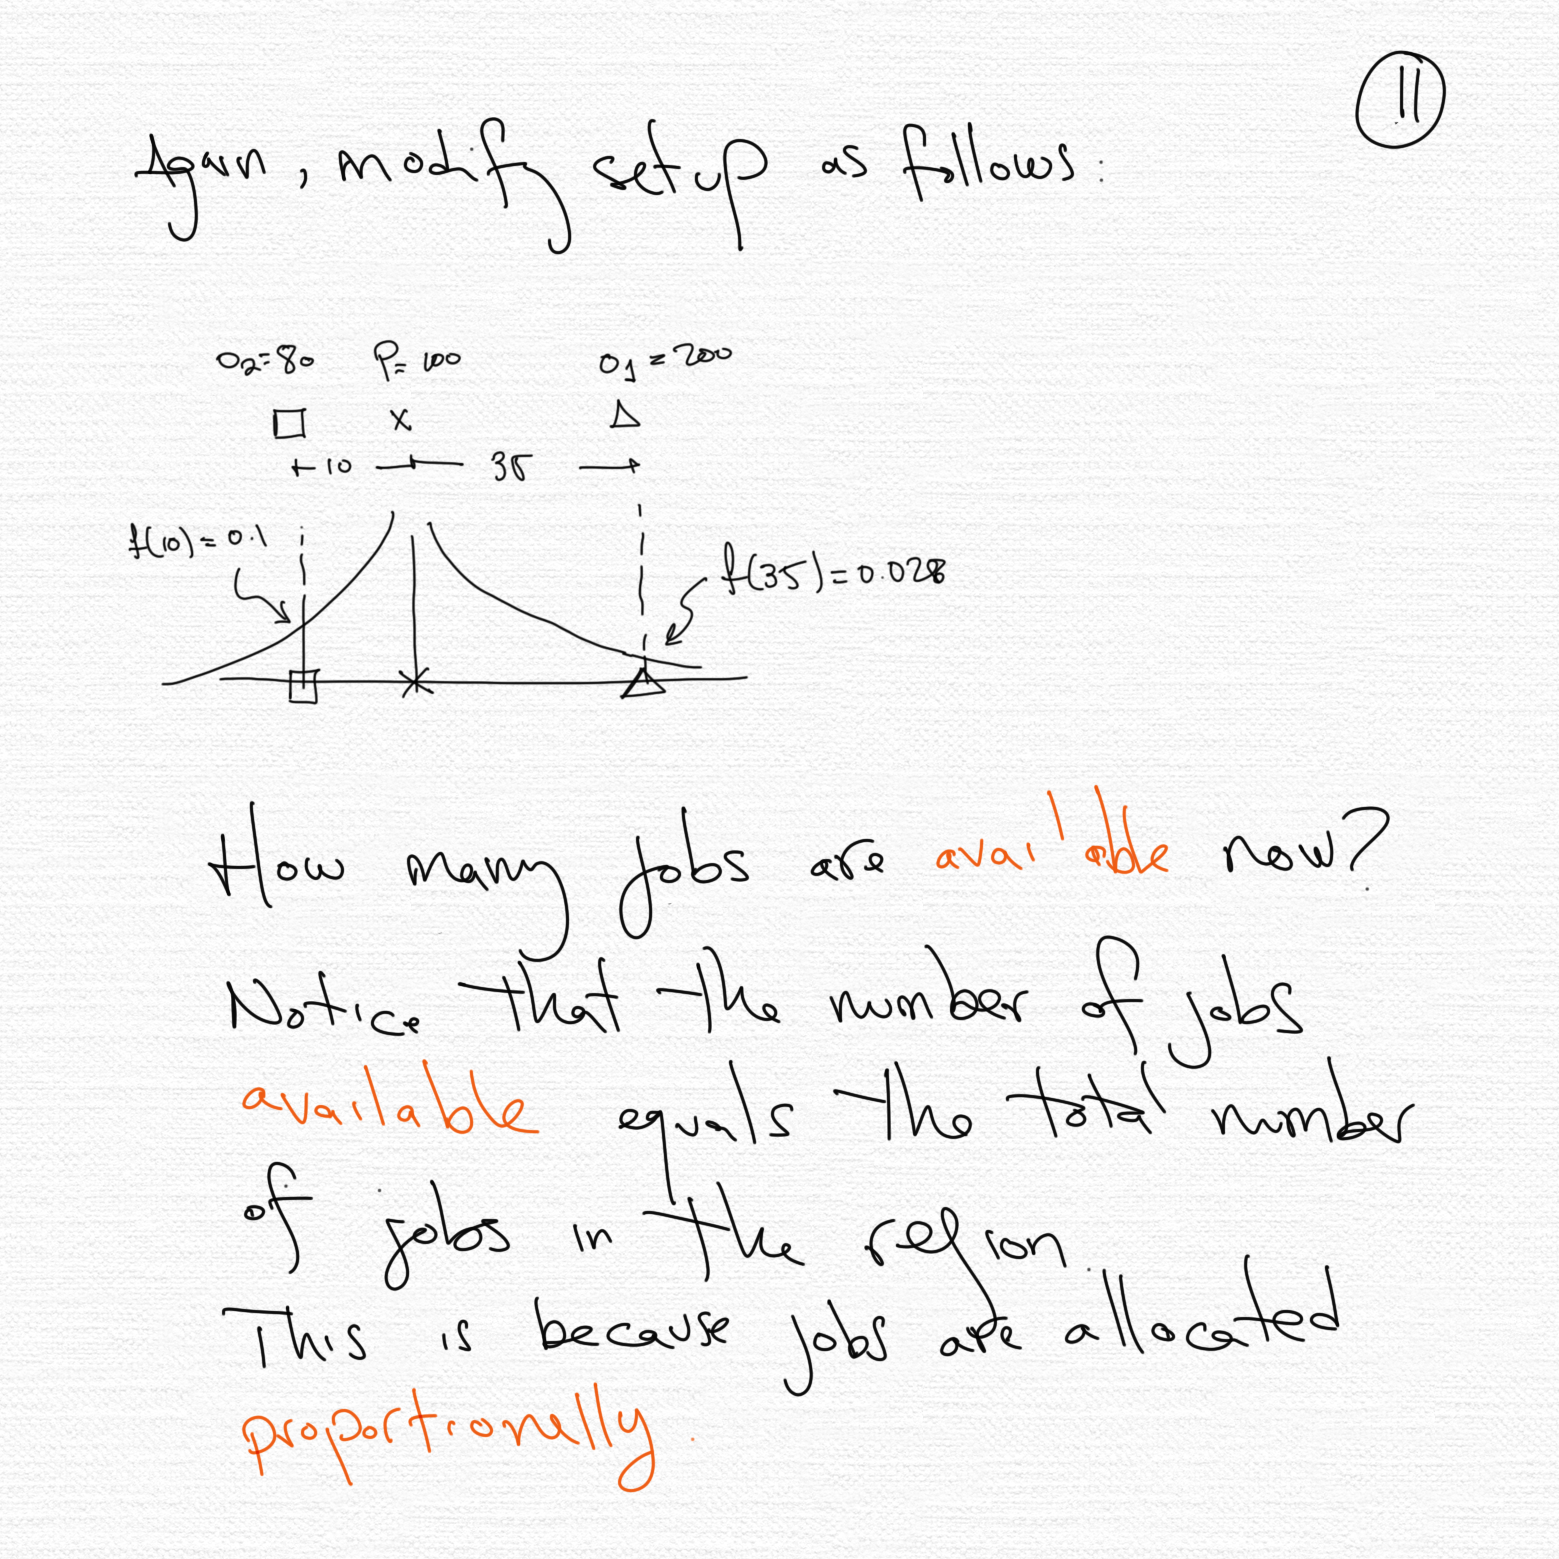 11
Again, modify setup as follows:
O2=80 P=100 O1=200
10 35
f(10)=0.1
f(35)=0.028
How many jobs are available now?
Notice that the number of jobs
available equals the total number
of jobs in the region.
This is because jobs are allocated
proportionally.